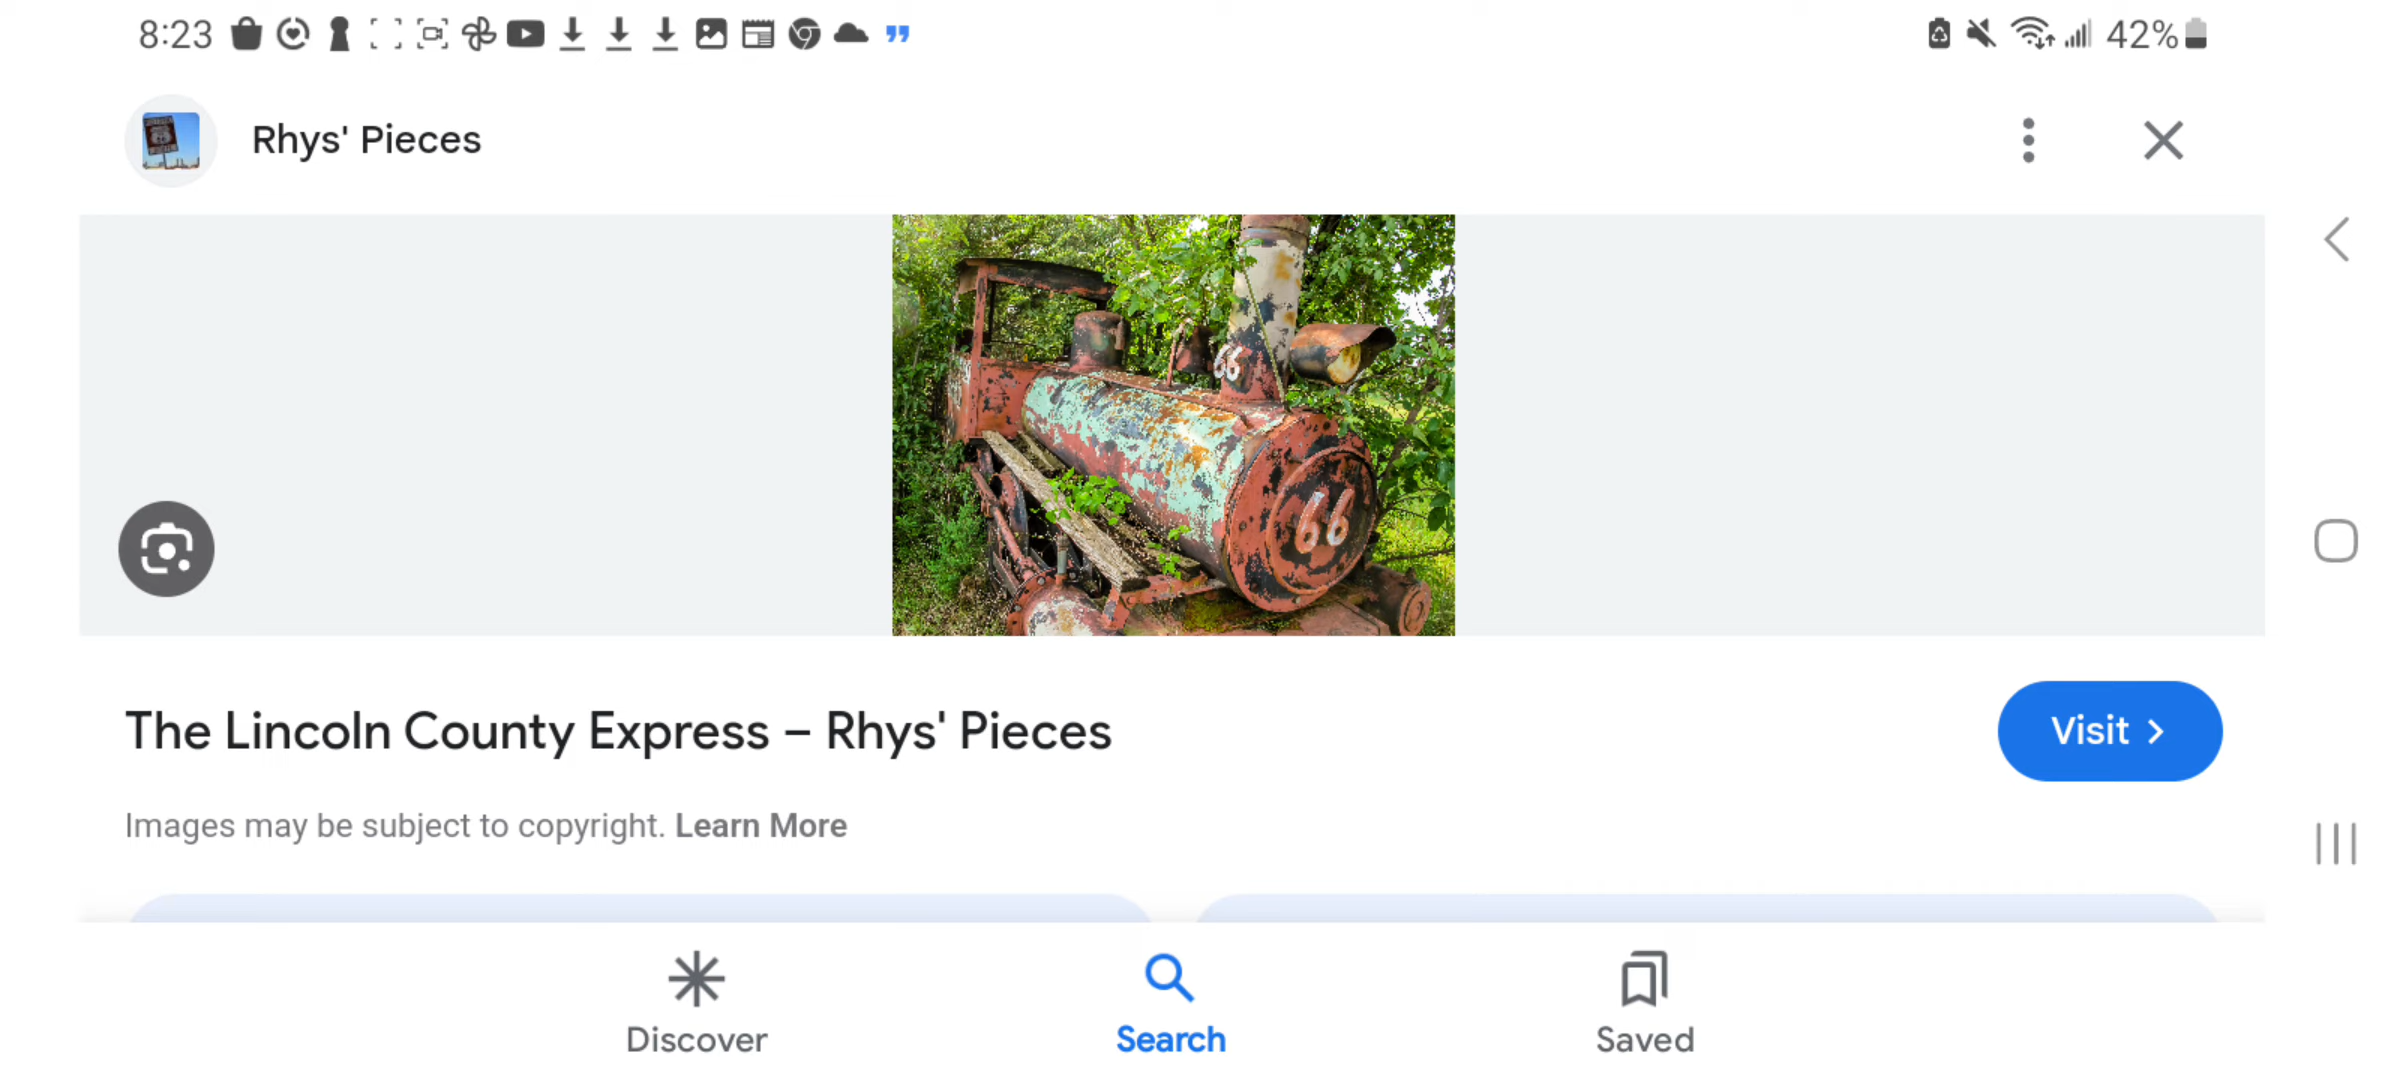 8:23
42%
Rhys' Pieces
66
66
The Lincoln County Express – Rhys' Pieces
Visit
Images may be subject to copyright. Learn More
Discover
Search
Saved